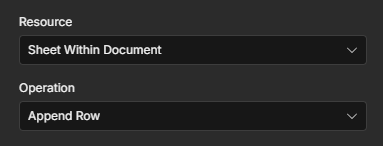 Resource
Sheet Within Document
Operation
Append Row